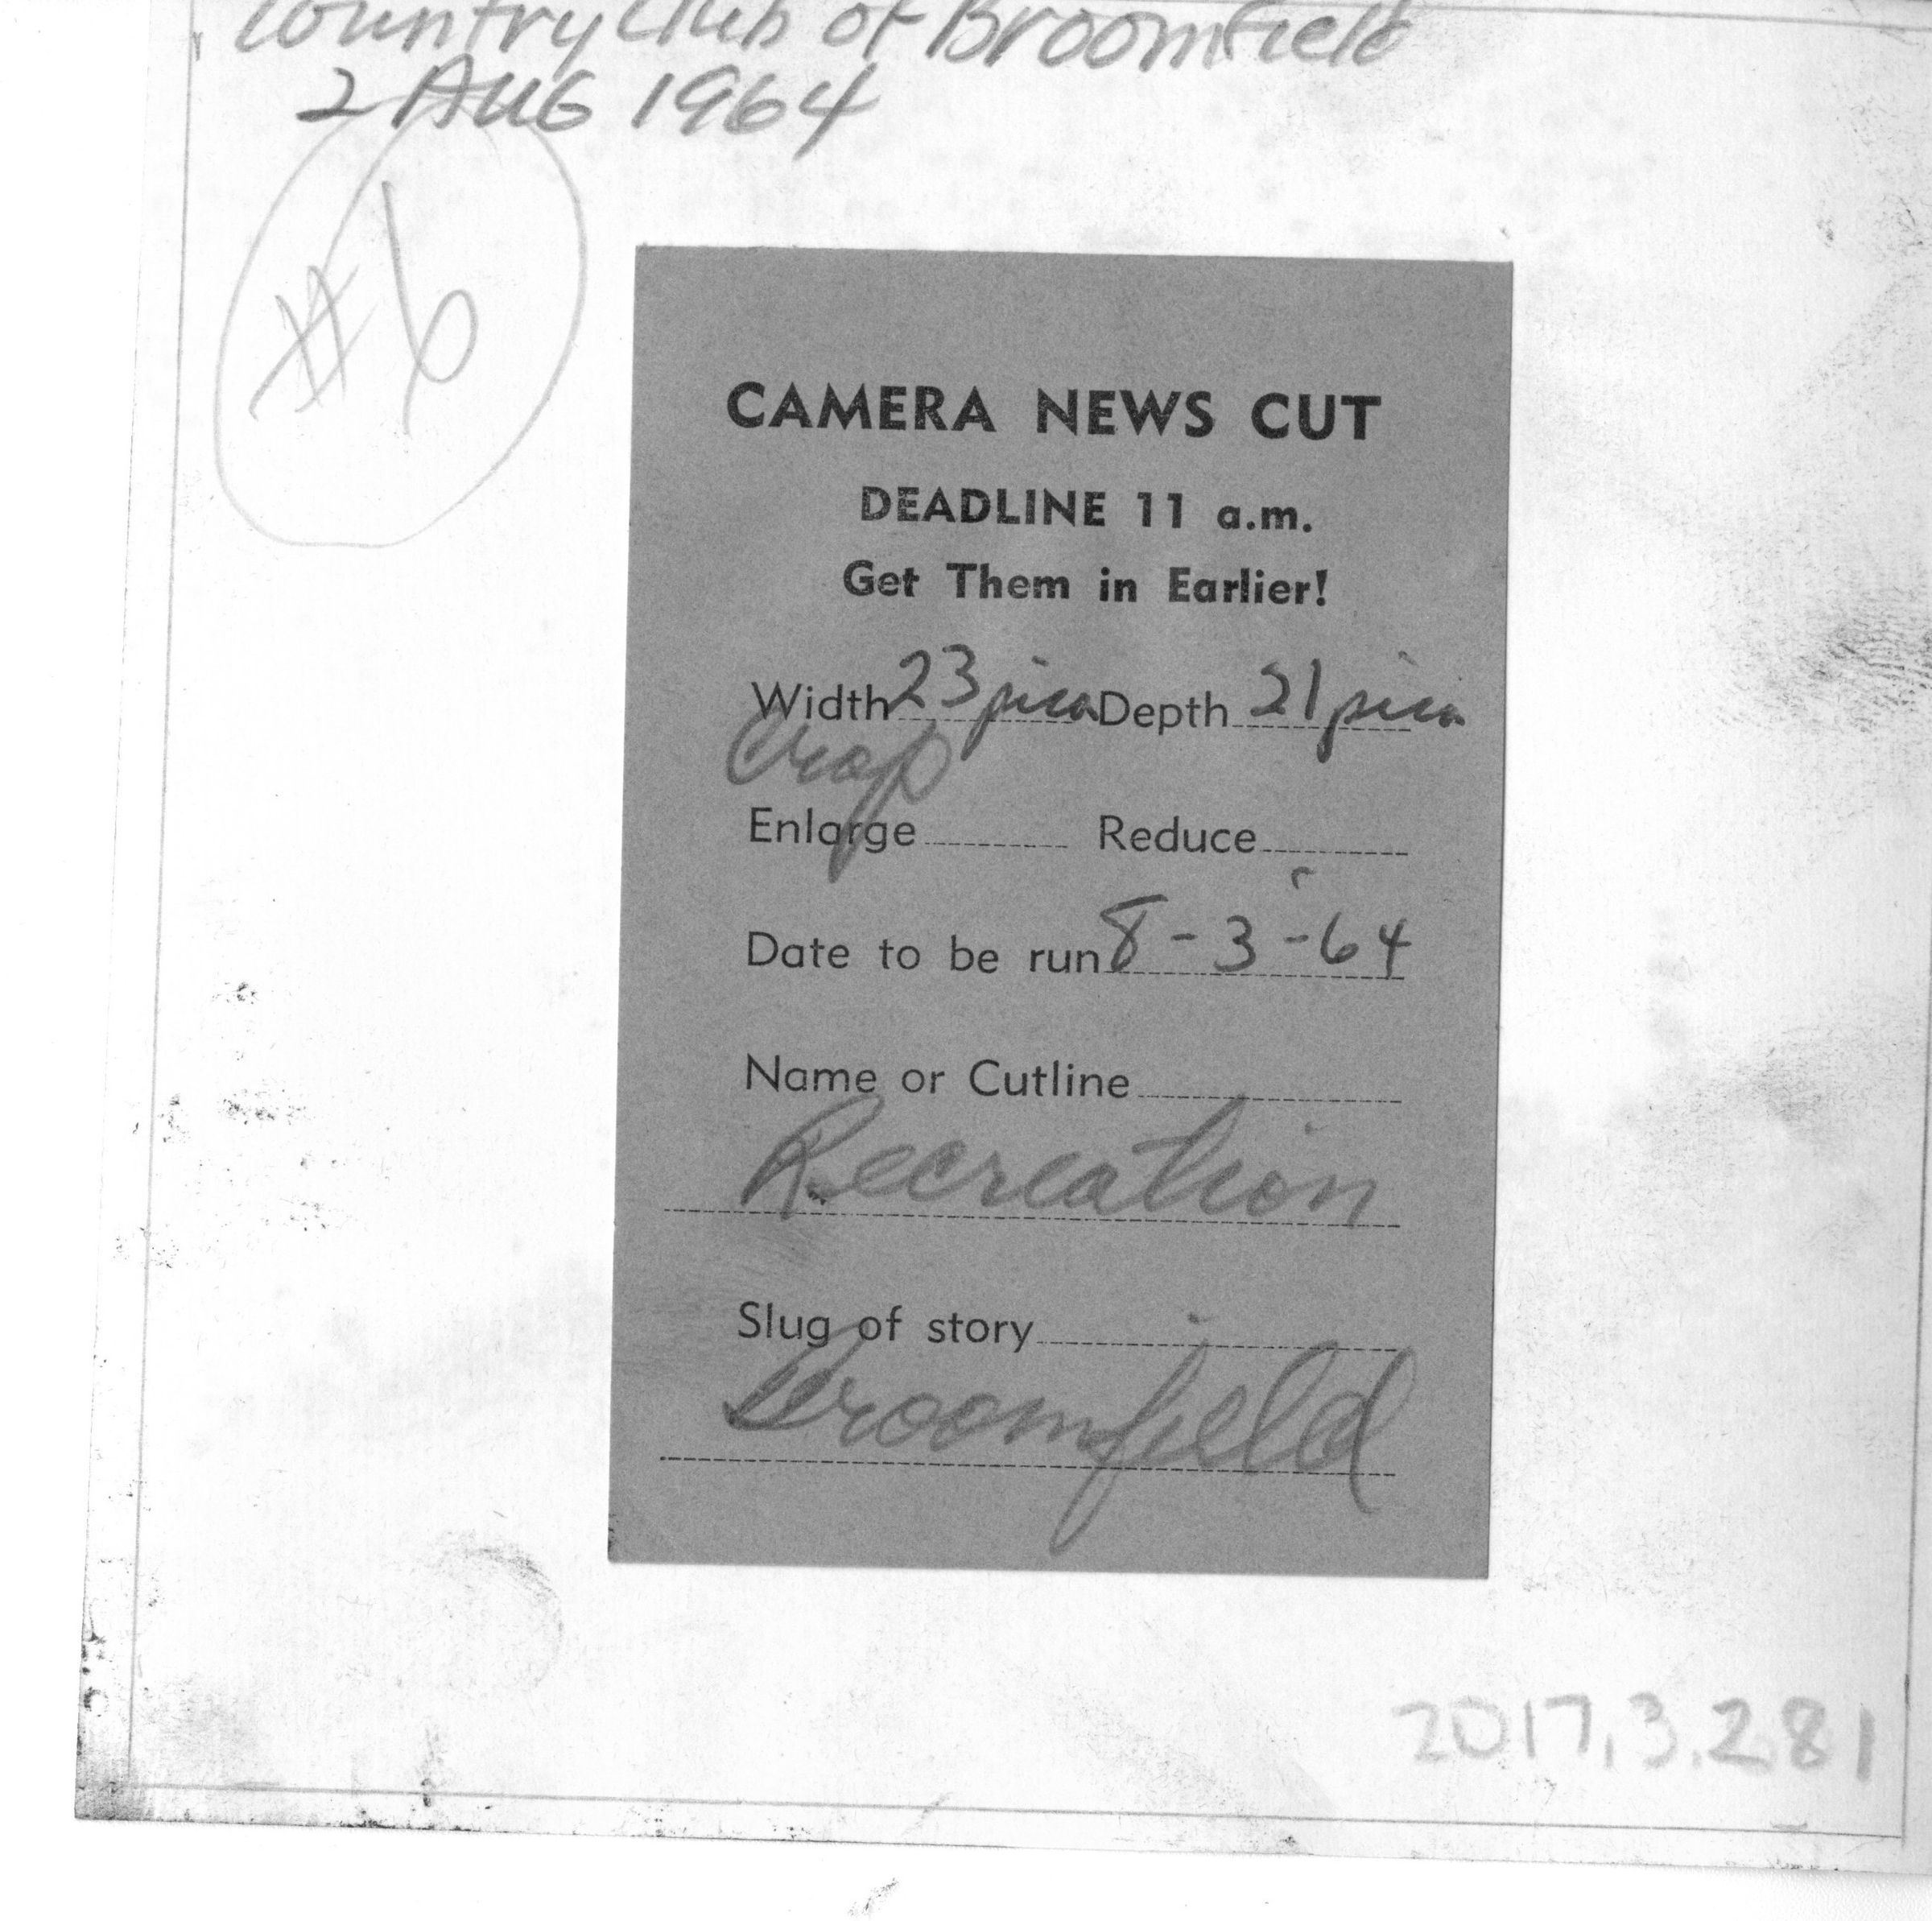 Country Club of Broomfield
2 AUG 1964
#6
CAMERA NEWS CUT
DEADLINE 11 a.m.
Get Them in Earlier!
Width 23 pica Depth 21 pica
Crop
Enlarge Reduce
Date to be run 8-3-64
Name or Cutline
Recreation
Slug of story
Broomfield
2017.3.281